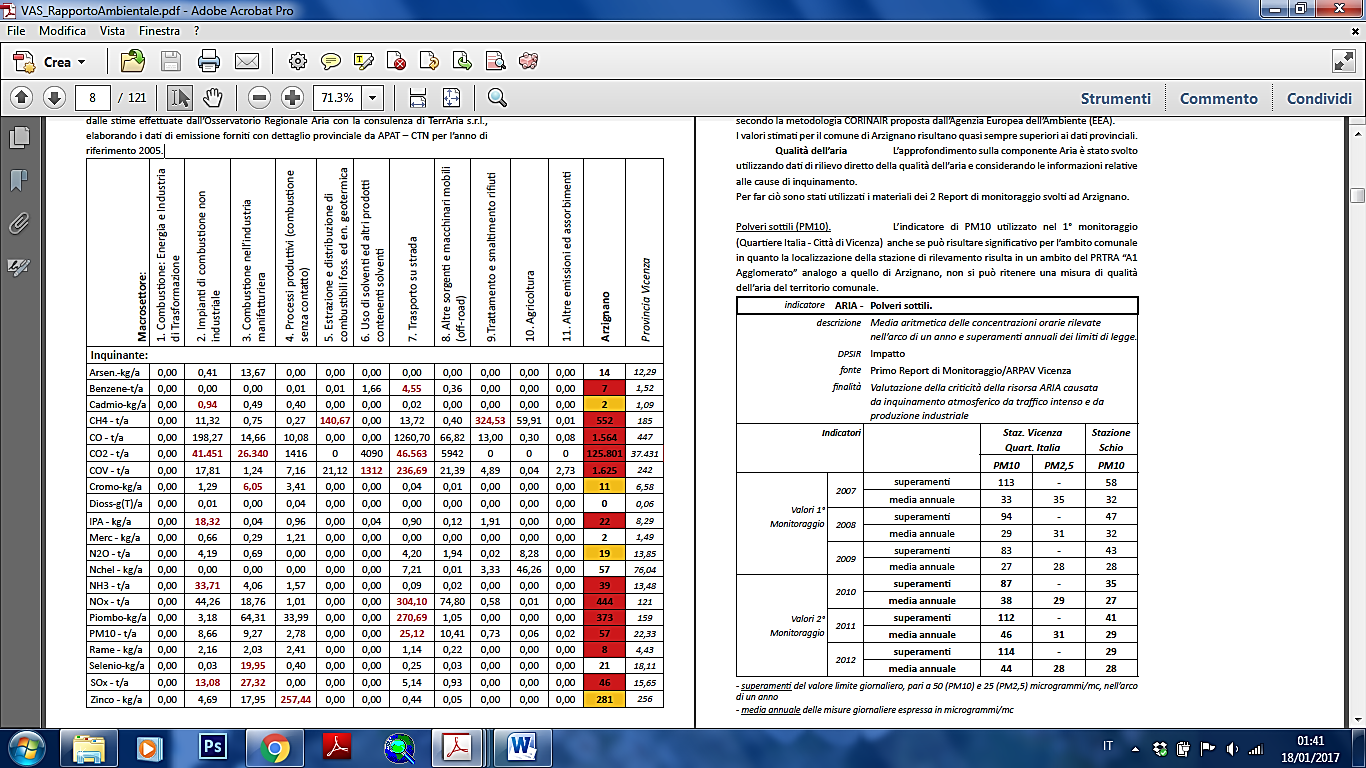 VAS_RapportoAmbientale.pdf - Adobe Acrobat Pro
File Modifica Vista Finestra ?
Crea
8 / 121 71.3% Strumenti Commento Condividi
dalle stime effettuate dall'Osservatorio Regionale Aria con la consulenza di TerrAria s.r.l.,
elaborando i dati di emissione forniti con dettaglio provinciale da APAT – CTN per l'anno di
riferimento 2005.
Macrosettore:
1. Combustione: Energia e Industria di Trasformazione
2. Impianti di combustione non industriale
3. Combustione nell'industria manifatturiera
4. Processi produttivi (combustione senza contatto)
5. Estrazione e distribuzione di combustibili foss. ed en. geotermica
6. Uso di solventi ed altri prodotti contenenti solventi
7. Trasporto su strada
8. Altre sorgenti e macchinari mobili (off-road)
9.Trattamento e smaltimento rifiuti
10. Agricoltura
11. Altre emissioni ed assorbimenti
Arzignano
Provincia Vicenza
Inquinante:
Arsen.-kg/a 0,00 0,41 13,67 0,00 0,00 0,00 0,00 0,00 0,00 0,00 0,00 14 12,29
Benzene-t/a 0,00 0,00 0,00 0,01 0,01 1,66 4,55 0,36 0,00 0,00 0,00 7 1,52
Cadmio-kg/a 0,00 0,94 0,49 0,40 0,00 0,00 0,02 0,00 0,00 0,00 0,00 2 1,09
CH4 - t/a 0,00 11,32 0,75 0,27 140,67 0,00 13,72 0,40 324,53 59,91 0,01 552 185
CO - t/a 0,00 198,27 14,66 10,08 0,00 0,00 1260,70 66,82 13,00 0,30 0,08 1.564 447
CO2 - t/a 0,00 41.451 26.340 1416 0 4090 46.563 5942 0 0 0 125.801 37.431
COV - t/a 0,00 17,81 1,24 7,16 21,12 1312 236,69 21,39 4,89 0,04 2,73 1.625 242
Cromo-kg/a 0,00 1,29 6,05 3,41 0,00 0,00 0,04 0,01 0,00 0,00 0,00 11 6,58
Dioss-g(T)/a 0,00 0,01 0,00 0,04 0,00 0,00 0,00 0,00 0,00 0,00 0,00 0 0,06
IPA - kg/a 0,00 18,32 0,04 0,96 0,00 0,04 0,90 0,12 1,91 0,00 0,00 22 8,29
Merc - kg/a 0,00 0,66 0,29 1,21 0,00 0,00 0,00 0,00 0,00 0,00 0,00 2 1,49
N2O - t/a 0,00 4,19 0,69 0,00 0,00 0,00 4,20 1,94 0,02 8,28 0,00 19 13,85
Nchel - kg/a 0,00 0,00 0,00 0,00 0,00 0,00 7,21 0,01 3,33 46,26 0,00 57 76,04
NH3 - t/a 0,00 33,71 4,06 1,57 0,00 0,00 0,09 0,02 0,00 0,00 0,00 39 13,48
NOx - t/a 0,00 44,26 18,76 1,01 0,00 0,00 304,10 74,80 0,58 0,01 0,00 444 121
Piombo-kg/a 0,00 3,18 64,31 33,99 0,00 0,00 270,69 1,05 0,00 0,00 0,00 373 159
PM10 - t/a 0,00 8,66 9,27 2,78 0,00 0,00 25,12 10,41 0,73 0,06 0,02 57 22,33
Rame - kg/a 0,00 2,16 2,03 2,41 0,00 0,00 1,14 0,22 0,00 0,00 0,00 8 4,43
Selenio-kg/a 0,00 0,03 19,95 0,40 0,00 0,00 0,25 0,03 0,00 0,00 0,00 21 18,11
SOx - t/a 0,00 13,08 27,32 0,00 0,00 0,00 5,14 0,93 0,00 0,00 0,00 46 15,65
Zinco - kg/a 0,00 4,69 17,95 257,44 0,00 0,00 0,44 0,05 0,00 0,00 0,00 281 256
secondo la metodologia CORINAIR proposta dall'Agenzia Europea dell'Ambiente (EEA).
I valori stimati per il comune di Arzignano risultano quasi sempre superiori ai dati provinciali.
Qualità dell'aria L'approfondimento sulla componente Aria è stato svolto
utilizzando dati di rilievo diretto della qualità dell'aria e considerando le informazioni relative
alle cause di inquinamento.
Per far ciò sono stati utilizzati i materiali dei 2 Report di monitoraggio svolti ad Arzignano.
Polveri sottili (PM10). L'indicatore di PM10 utilizzato nel 1° monitoraggio
(Quartiere Italia - Città di Vicenza) anche se può risultare significativo per l'ambito comunale
in quanto la localizzazione della stazione di rilevamento risulta in un ambito del PRTRA "A1
Agglomerato" analogo a quello di Arzignano, non si può ritenere una misura di qualità
dell'aria del territorio comunale.
indicatore ARIA - Polveri sottili.
descrizione Media aritmetica delle concentrazioni orarie rilevate
nell'arco di un anno e superamenti annuali dei limiti di legge.
DPSIR Impatto
fonte Primo Report di Monitoraggio/ARPAV Vicenza
finalità Valutazione della criticità della risorsa ARIA causata
da inquinamento atmosferico da traffico intenso e da
produzione industriale
Indicatori Staz. Vicenza Quart. Italia Stazione Schio
PM10 PM2,5 PM10
Valori 1° Monitoraggio
2007 superamenti 113 - 58
media annuale 33 35 32
2008 superamenti 94 - 47
media annuale 29 31 32
2009 superamenti 83 - 43
media annuale 27 28 28
Valori 2° Monitoraggio
2010 superamenti 87 - 35
media annuale 38 29 27
2011 superamenti 112 - 41
media annuale 46 31 29
2012 superamenti 114 - 29
media annuale 44 28 28
- superamenti del valore limite giornaliero, pari a 50 (PM10) e 25 (PM2,5) microgrammi/mc, nell'arco
di un anno
- media annuale delle misure giornaliere espressa in microgrammi/mc
Ps
W
IT
01:41
18/01/2017